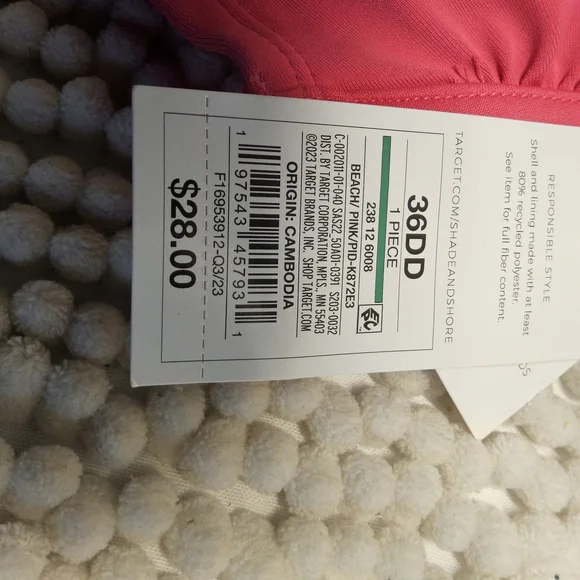 RESPONSIBLE STYLE
Shell and lining made with at least
80% recycled polyester.
See item for full fiber content.
TARGET.COM/SHADEANDSHORE
36DD
1 PIECE
238 12 6008
BEACH/ PINK/PID-K872E3
C-002011-01-040 SAS22 50A01-0391 S203-0032
DIST. BY TARGET CORPORATION, MPLS, MN 55403
©2023 TARGET BRANDS, INC. SHOP TARGET.COM
ORIGIN: CAMBODIA
1 97543 45793 1
F16953912-Q3/23
$28.00